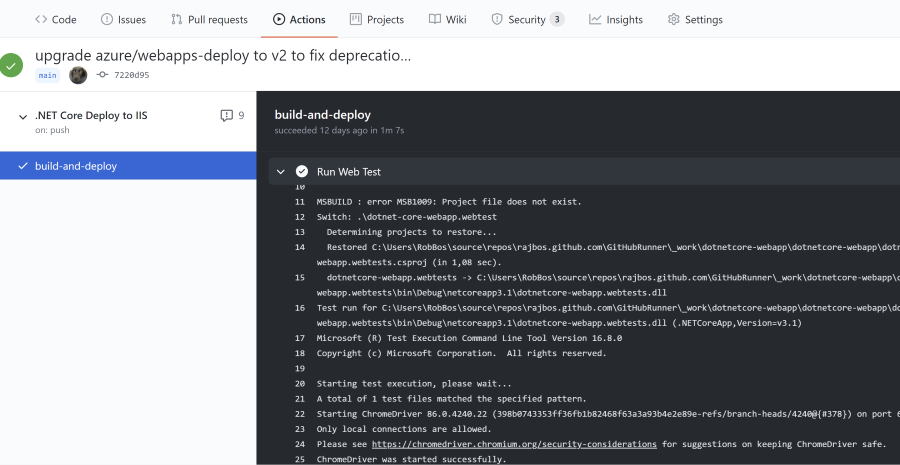 Code Issues Pull requests Actions Projects Wiki Security 3 Insights Settings
upgrade azure/webapps-deploy to v2 to fix deprecatio...
main 7220d95
.NET Core Deploy to IIS 9
on: push
build-and-deploy
build-and-deploy
succeeded 12 days ago in 1m 7s
Run Web Test
10
11 MSBUILD : error MSB1009: Project file does not exist.
12 Switch: .\dotnet-core-webapp.webtest
13 Determining projects to restore...
14 Restored C:\Users\RobBos\source\repos\rajbos.github.com\GitHubRunner\_work\dotnetcore-webapp\dotnetcore-webapp\dotn
webapp.webtests.csproj (in 1,08 sec).
15 dotnetcore-webapp.webtests -> C:\Users\RobBos\source\repos\rajbos.github.com\GitHubRunner\_work\dotnetcore-webapp\d
webapp.webtests\bin\Debug\netcoreapp3.1\dotnetcore-webapp.webtests.dll
16 Test run for C:\Users\RobBos\source\repos\rajbos.github.com\GitHubRunner\_work\dotnetcore-webapp\dotnetcore-webapp\do
webapp.webtests\bin\Debug\netcoreapp3.1\dotnetcore-webapp.webtests.dll (.NETCoreApp,Version=v3.1)
17 Microsoft (R) Test Execution Command Line Tool Version 16.8.0
18 Copyright (c) Microsoft Corporation. All rights reserved.
19
20 Starting test execution, please wait...
21 A total of 1 test files matched the specified pattern.
22 Starting ChromeDriver 86.0.4240.22 (398b0743353ff36fb1b82468f63a3a93b4e2e89e-refs/branch-heads/4240@{#378}) on port 6
23 Only local connections are allowed.
24 Please see https://chromedriver.chromium.org/security-considerations for suggestions on keeping ChromeDriver safe.
25 ChromeDriver was started successfully.